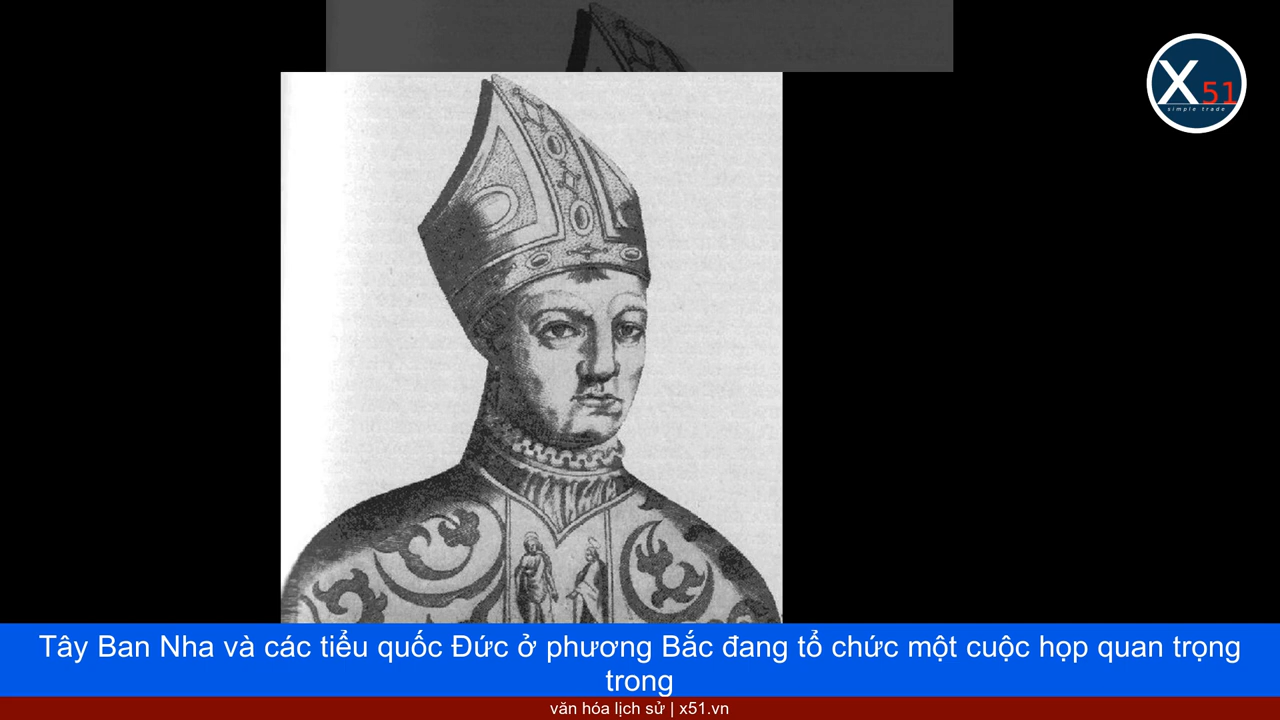 X51
simple trade
Tây Ban Nha và các tiểu quốc Đức ở phương Bắc đang tổ chức một cuộc họp quan trọng
trong
văn hóa lịch sử | x51.vn